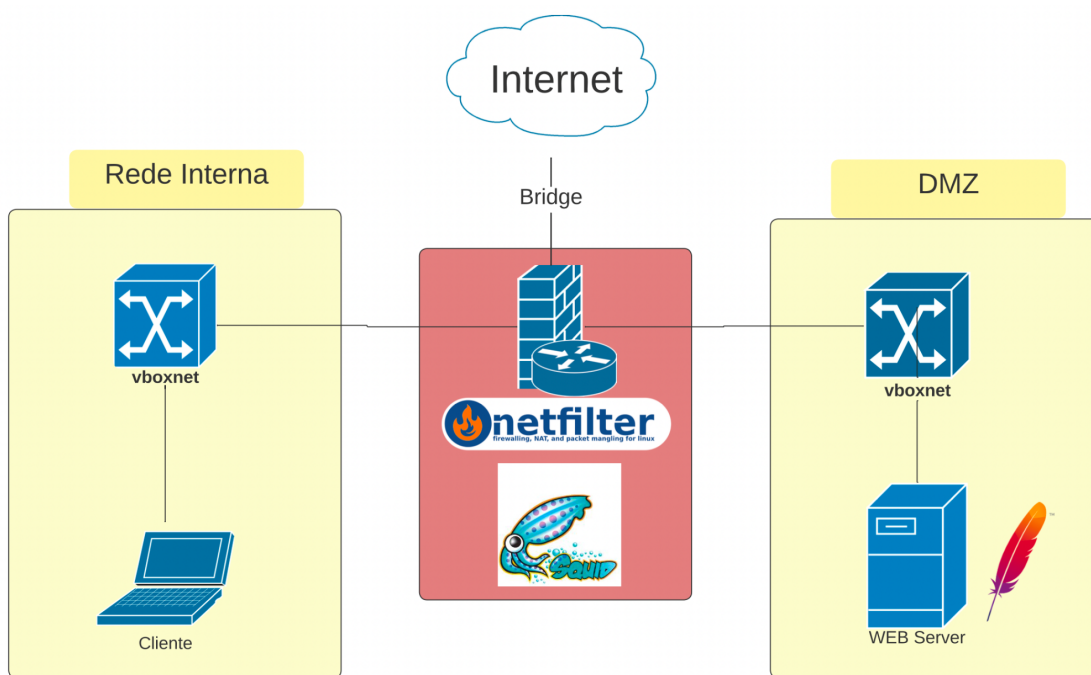 Internet
Bridge
Rede Interna
DMZ
vboxnet
vboxnet
netfilter
firewalling, NAT, and packet mangling for linux
SQUID
Cliente
WEB Server